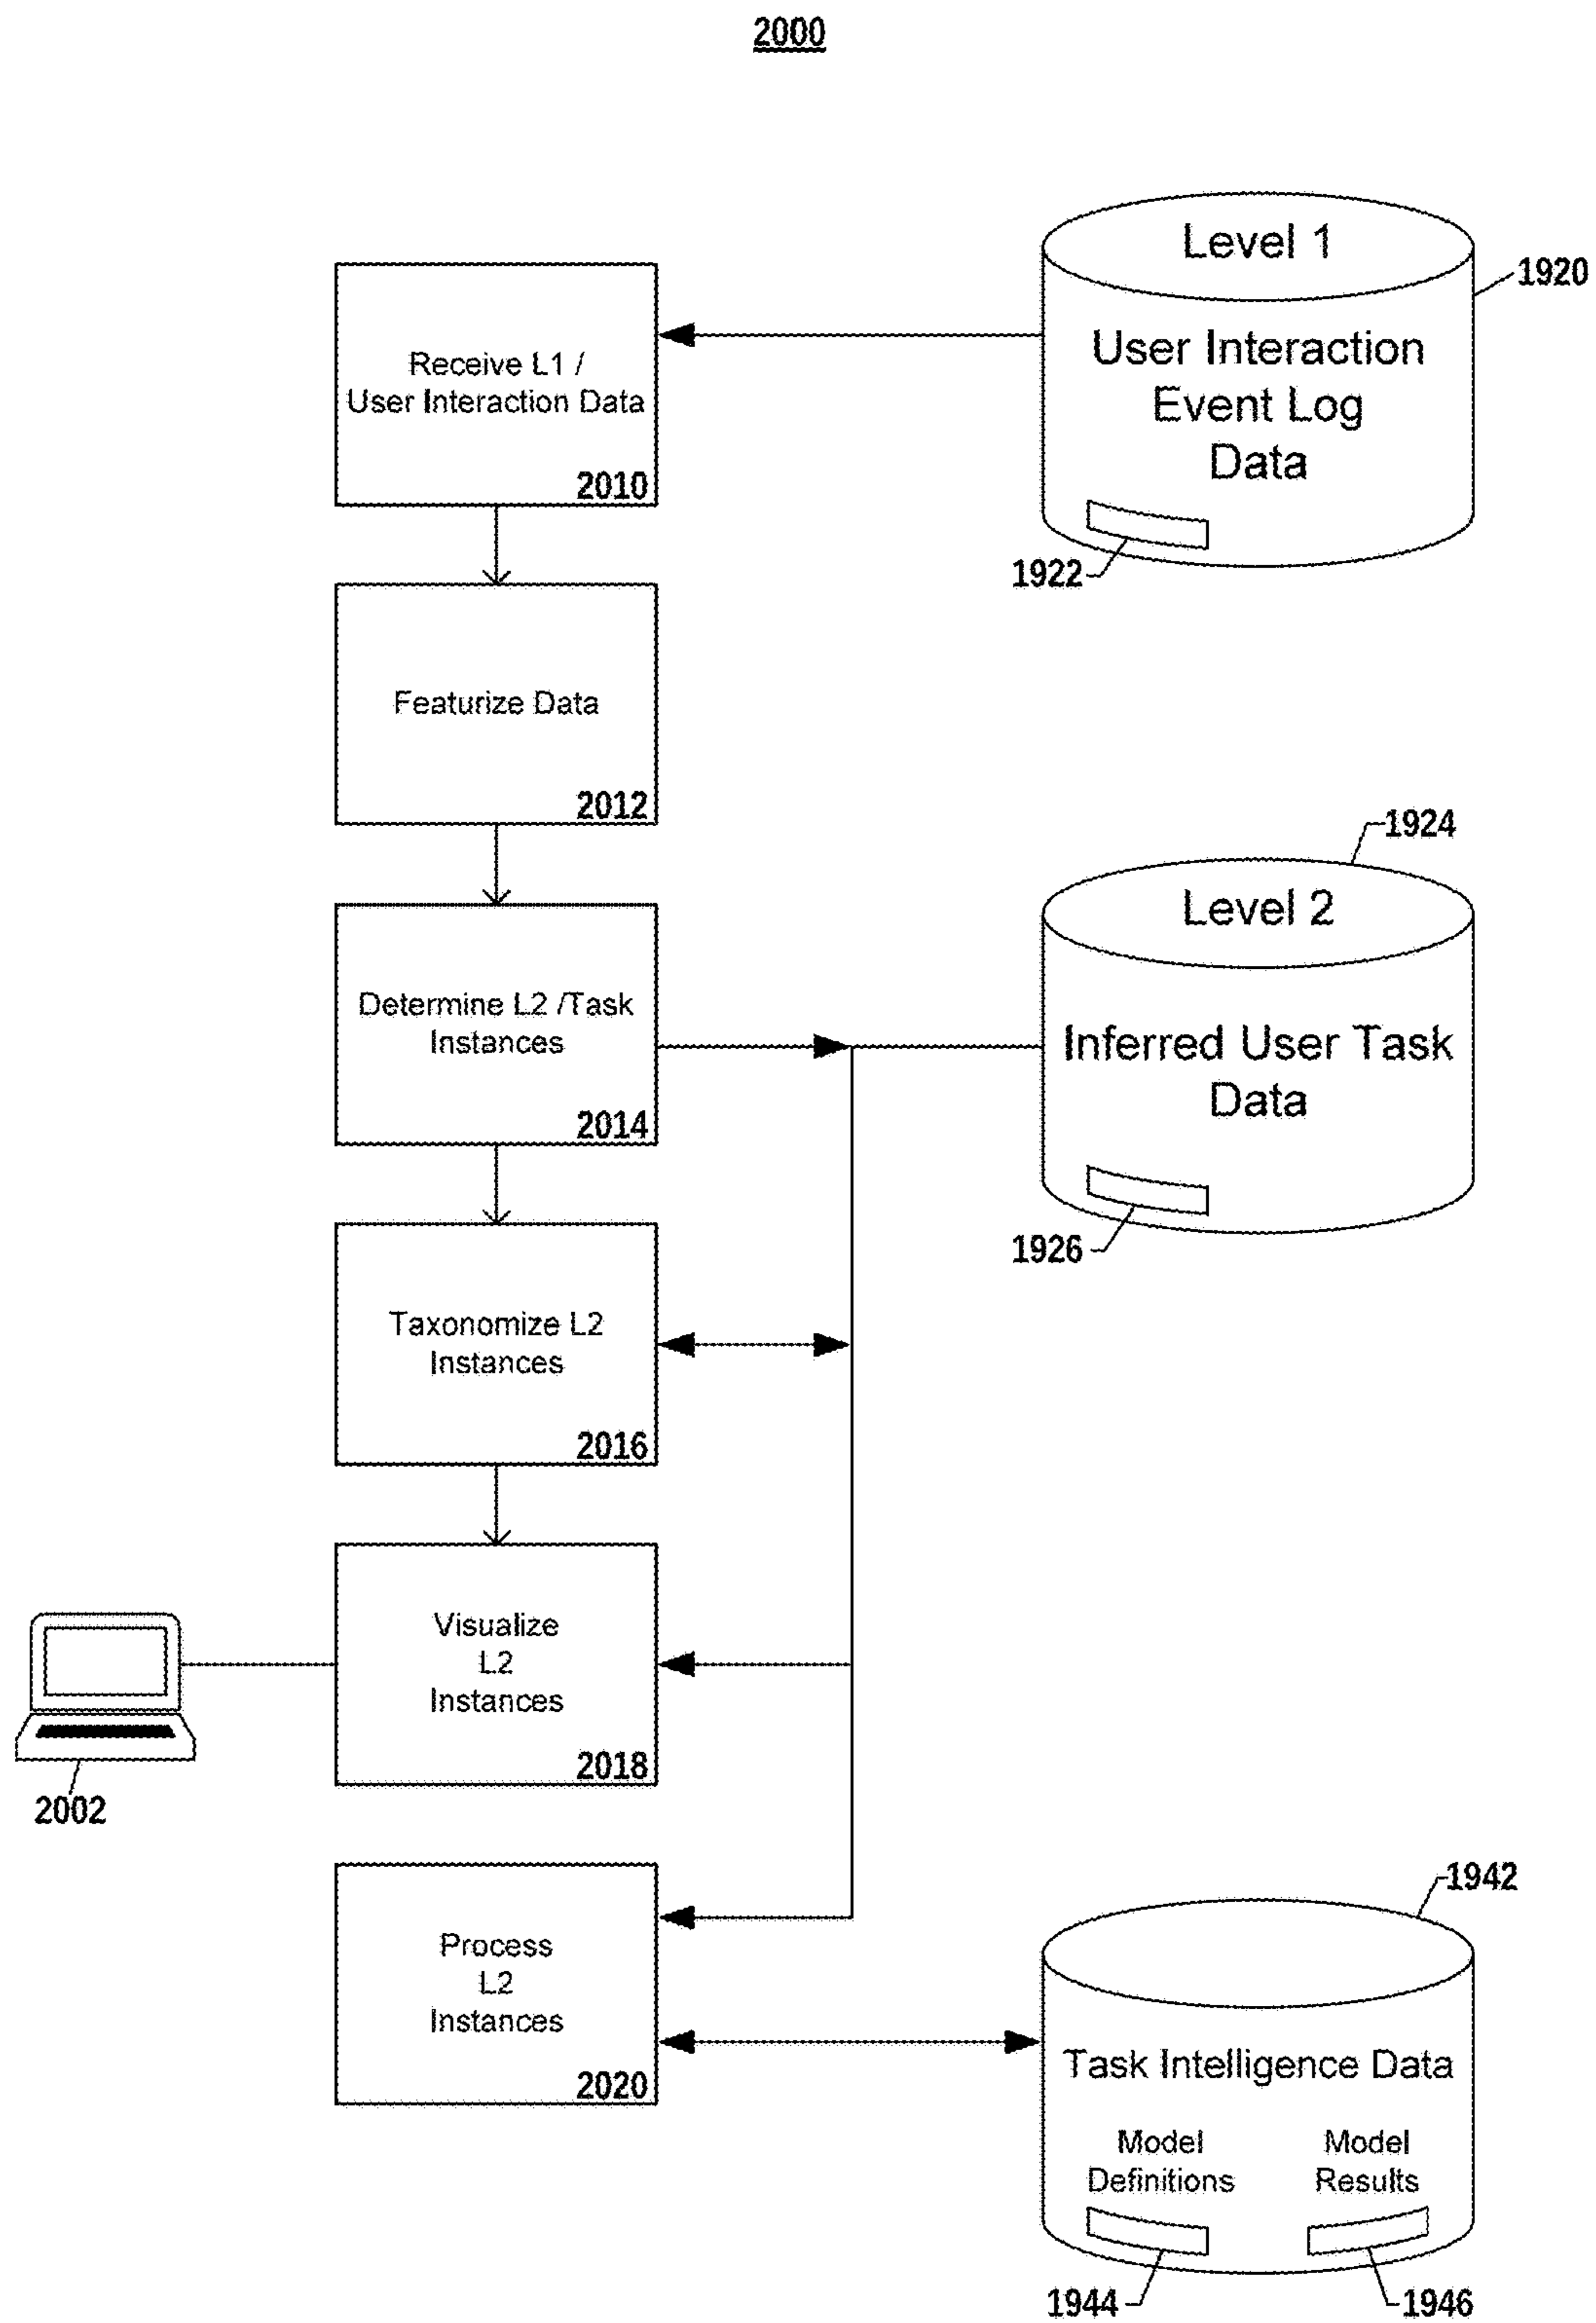 2000
Level 1
1920
User Interaction
Event Log
Data
1922
Receive L1 /
User Interaction Data
2010
Featurize Data
2012
1924
Level 2
Inferred User Task
Data
1926
Determine L2 /Task
Instances
2014
Taxonomize L2
Instances
2016
Visualize
L2
Instances
2018
2002
Process
L2
Instances
2020
1942
Task Intelligence Data
Model
Definitions
Model
Results
1944
1946